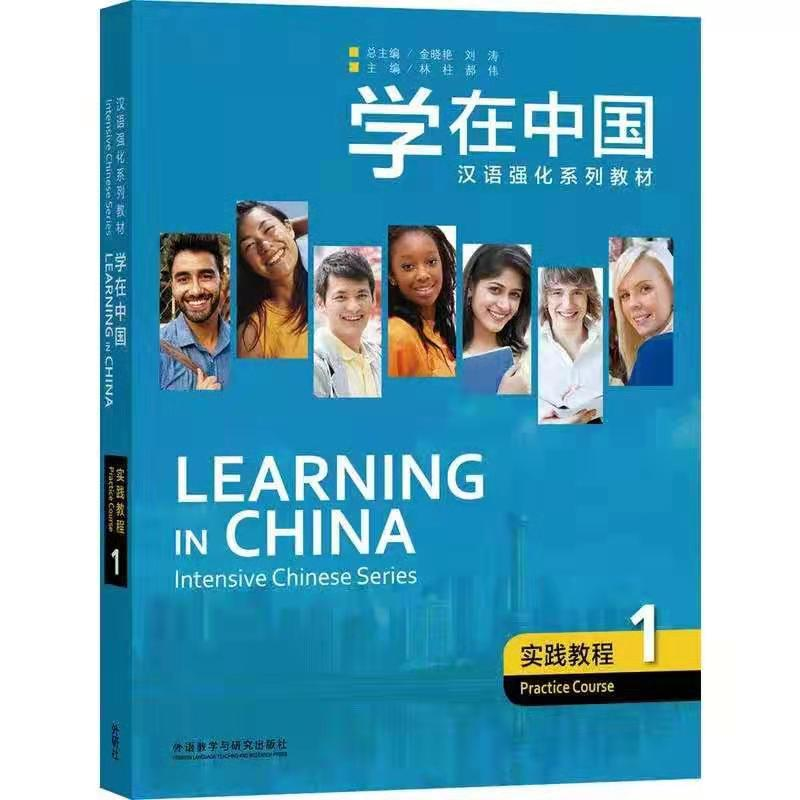 总主编／金晓艳 刘涛
主编／林柱 郝伟
学在中国
汉语强化系列教材
LEARNING
IN CHINA
Intensive Chinese Series
实践教程 1
Practice Course
外语教学与研究出版社
FOREIGN LANGUAGE TEACHING AND RESEARCH PRESS
汉语强化系列教材
Intensive Chinese Series
学在中国
LEARNING IN CHINA
实践教程
Practice Course
1
外研社